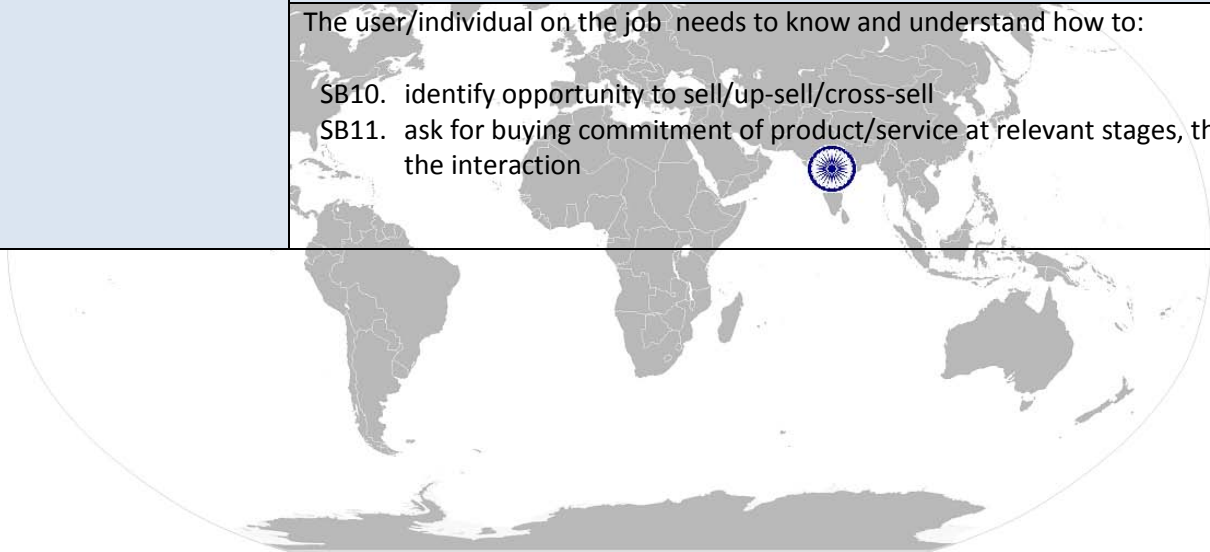 The user/individual on the job needs to know and understand how to:
SB10. identify opportunity to sell/up-sell/cross-sell
SB11. ask for buying commitment of product/service at relevant stages, th
the interaction